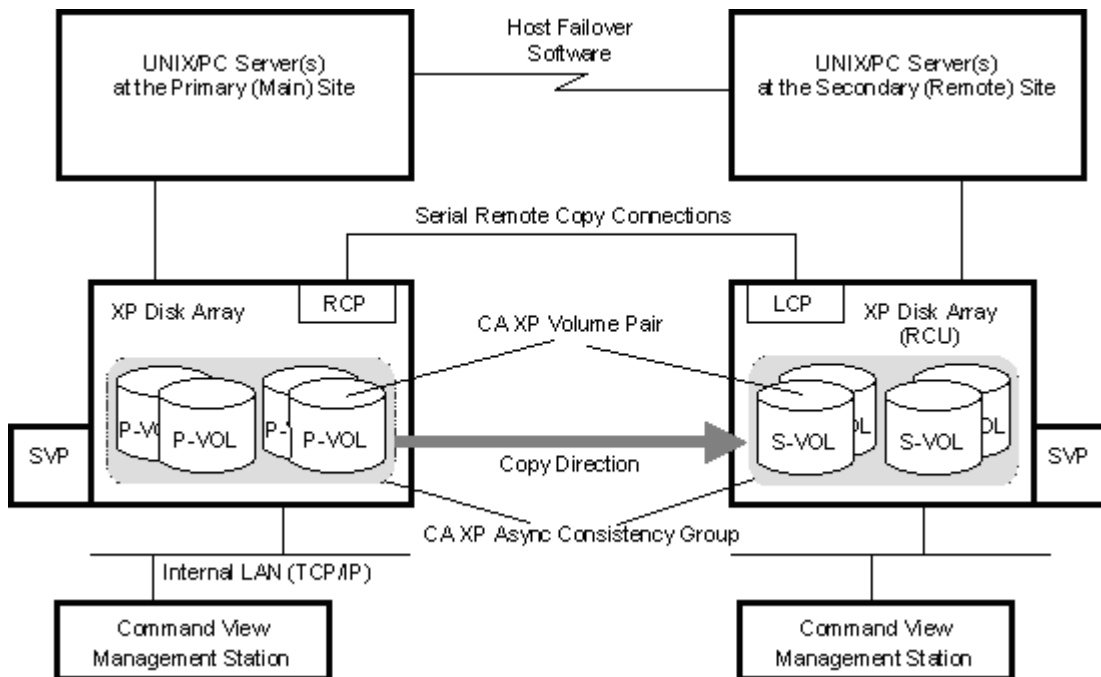 Host Failover
Software
UNIX/PC Server(s)
at the Primary (Main) Site
UNIX/PC Server(s)
at the Secondary (Remote) Site
Serial Remote Copy Connections
XP Disk Array
RCP
LCP
XP Disk Array
(RCU)
CA XP Volume Pair
P-VOL
P-VOL
P-VOL
P-VOL
S-VOL
OL
S-VOL
OL
SVP
Copy Direction
SVP
CA XP Async Consistency Group
Internal LAN (TCP/IP)
Command View
Management Station
Command View
Management Station